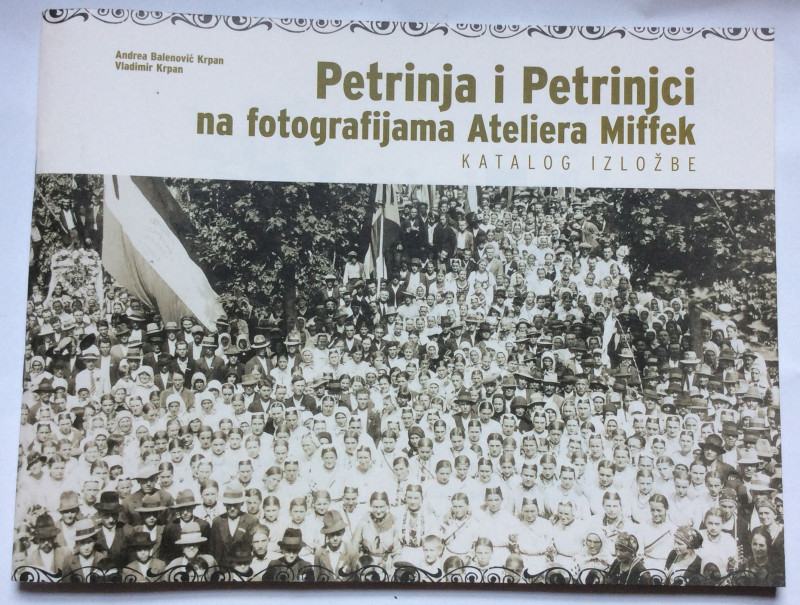 Andrea Balenović Krpan
Vladimir Krpan
Petrinja i Petrinjci
na fotografijama Ateliera Miffek
KATALOG IZLOŽBE